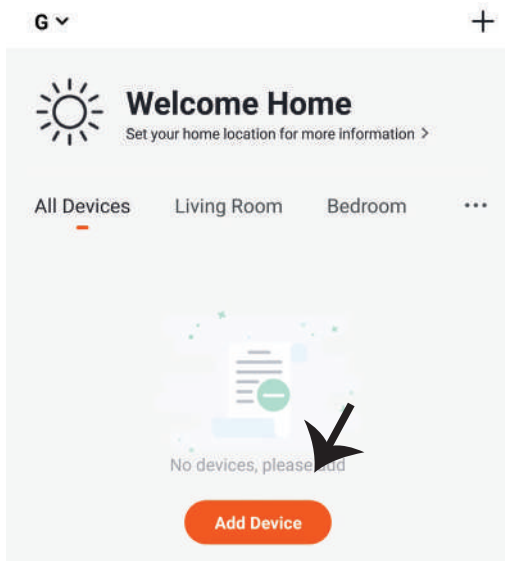 G
Welcome Home
Set your home location for more information >
All Devices Living Room Bedroom ...
No devices, please add
Add Device